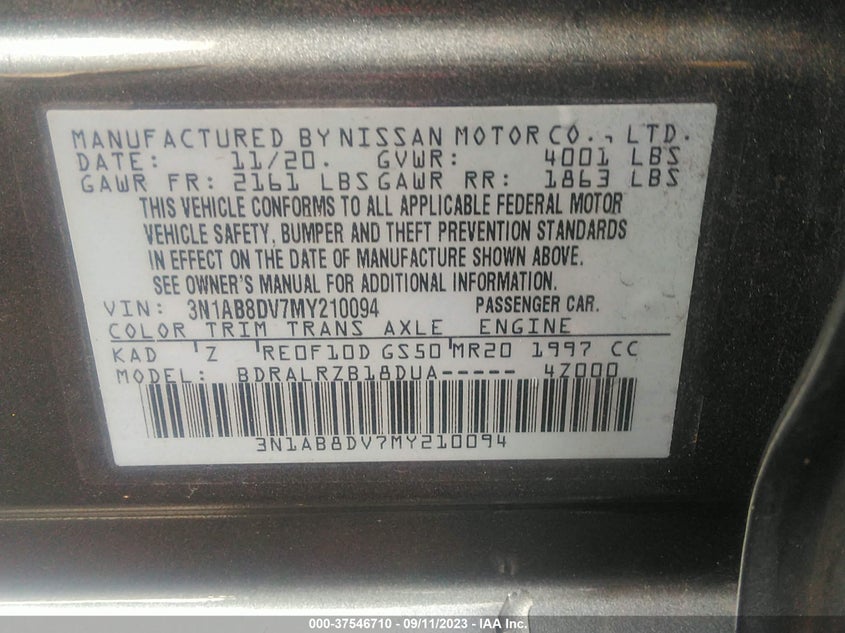 MANUFACTURED BY NISSAN MOTOR CO., LTD.
DATE: 11/20. GVWR: 4001 LBS
GAWR FR: 2161 LBS GAWR RR: 1863 LBS
THIS VEHICLE CONFORMS TO ALL APPLICABLE FEDERAL MOTOR
VEHICLE SAFETY, BUMPER AND THEFT PREVENTION STANDARDS
IN EFFECT ON THE DATE OF MANUFACTURE SHOWN ABOVE.
SEE OWNER'S MANUAL FOR ADDITIONAL INFORMATION.
VIN: 3N1AB8DV7MY210094 PASSENGER CAR.
COLOR TRIM TRANS AXLE ENGINE
KAD Z RE0F10D GS50 MR20 1997 CC
MODEL: BDRALRZB18DUA----- 4Z000
3N1AB8DV7MY210094
000-37546710 - 09/11/2023 - IAA Inc.